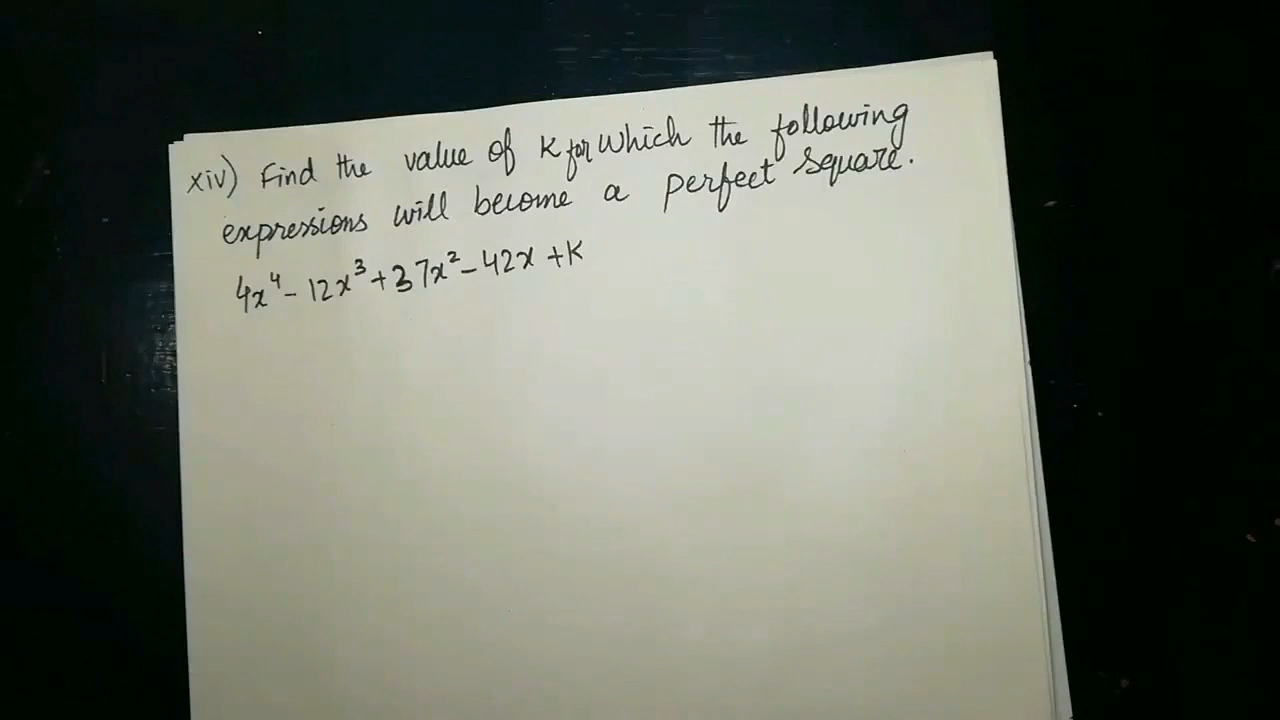 xiv) Find the value of K for which the following
expressions will become a perfect square.
4x⁴ - 12x³ + 37x² - 42x + K